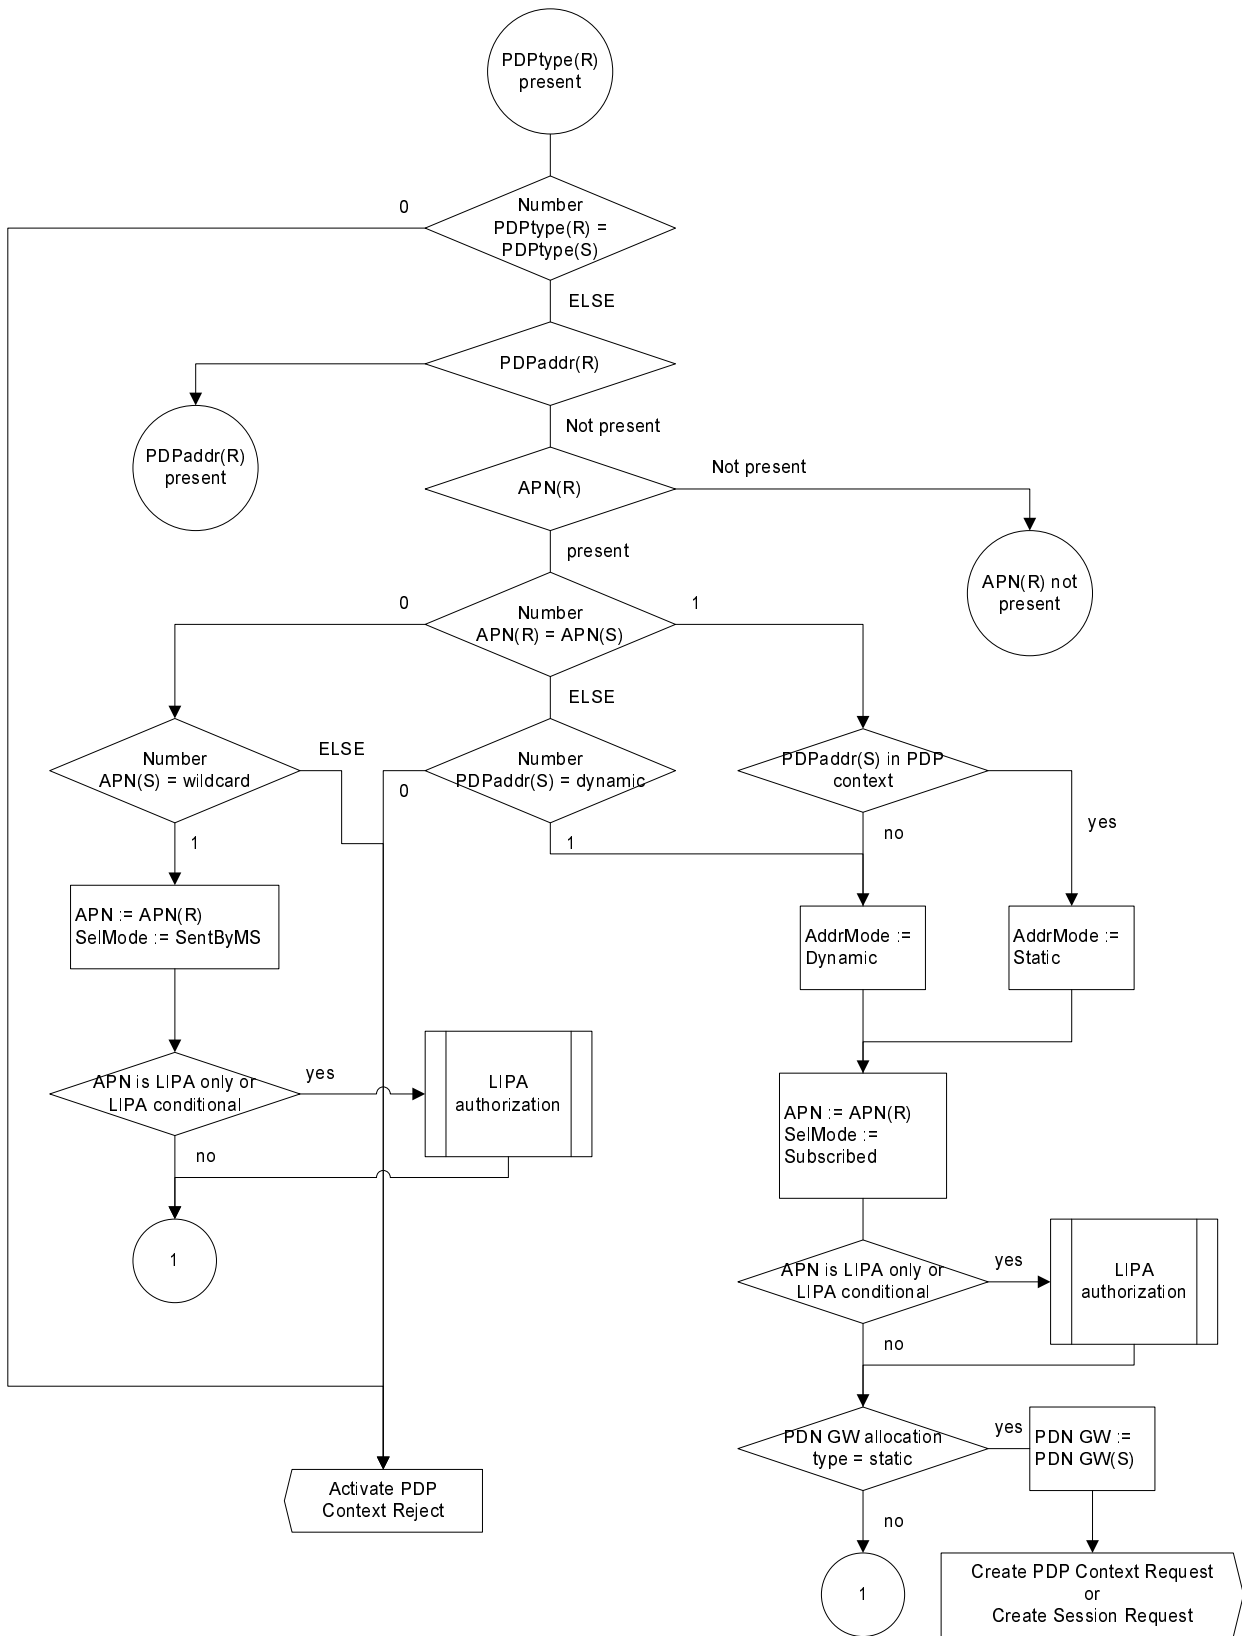 PDPtype(R)
present
0
Number
PDPtype(R) =
PDPtype(S)
ELSE
PDPaddr(R)
Not present
PDPaddr(R)
present
Not present
APN(R)
present
APN(R) not
present
0
Number
APN(R) = APN(S)
1
ELSE
Number
APN(S) = wildcard
ELSE
Number
PDPaddr(S) = dynamic
0
PDPaddr(S) in PDP
context
1
1
no
yes
APN := APN(R)
SelMode := SentByMS
AddrMode :=
Dynamic
AddrMode :=
Static
APN is LIPA only or
LIPA conditional
yes
LIPA
authorization
no
APN := APN(R)
SelMode :=
Subscribed
1
APN is LIPA only or
LIPA conditional
yes
LIPA
authorization
no
PDN GW allocation
type = static
yes
PDN GW :=
PDN GW(S)
Activate PDP
Context Reject
no
1
Create PDP Context Request
or
Create Session Request